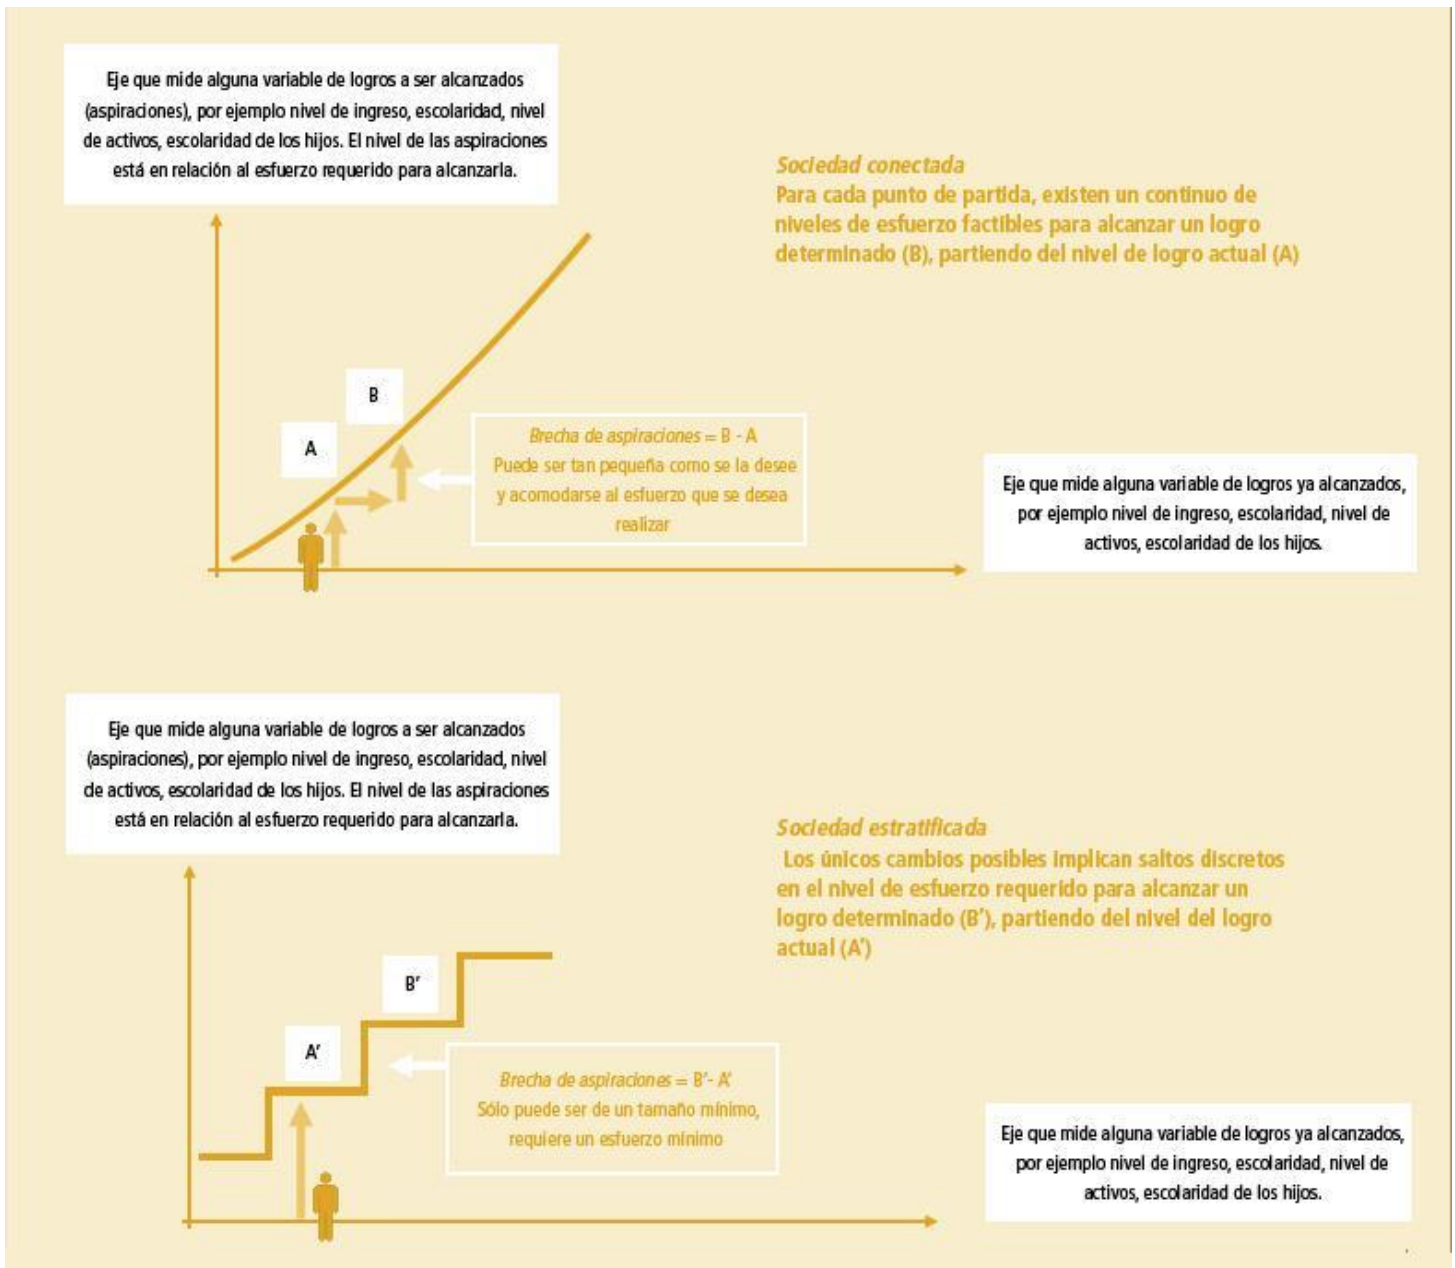 Eje que mide alguna variable de logros a ser alcanzados
(aspiraciones), por ejemplo nivel de ingreso, escolaridad, nivel
de activos, escolaridad de los hijos. El nivel de las aspiraciones
está en relación al esfuerzo requerido para alcanzarla.
Sociedad conectada
Para cada punto de partida, existen un continuo de
niveles de esfuerzo factibles para alcanzar un logro
determinado (B), partiendo del nivel de logro actual (A)
B
A
Brecha de aspiraciones = B - A
Puede ser tan pequeña como se la desee
y acomodarse al esfuerzo que se desea
realizar
Eje que mide alguna variable de logros ya alcanzados,
por ejemplo nivel de ingreso, escolaridad, nivel de
activos, escolaridad de los hijos.
Eje que mide alguna variable de logros a ser alcanzados
(aspiraciones), por ejemplo nivel de ingreso, escolaridad, nivel
de activos, escolaridad de los hijos. El nivel de las aspiraciones
está en relación al esfuerzo requerido para alcanzarla.
Sociedad estratificada
Los únicos cambios posibles implican saltos discretos
en el nivel de esfuerzo requerido para alcanzar un
logro determinado (B’), partiendo del nivel del logro
actual (A’)
B’
A’
Brecha de aspiraciones = B’- A’
Sólo puede ser de un tamaño mínimo,
requiere un esfuerzo mínimo
Eje que mide alguna variable de logros ya alcanzados,
por ejemplo nivel de ingreso, escolaridad, nivel de
activos, escolaridad de los hijos.